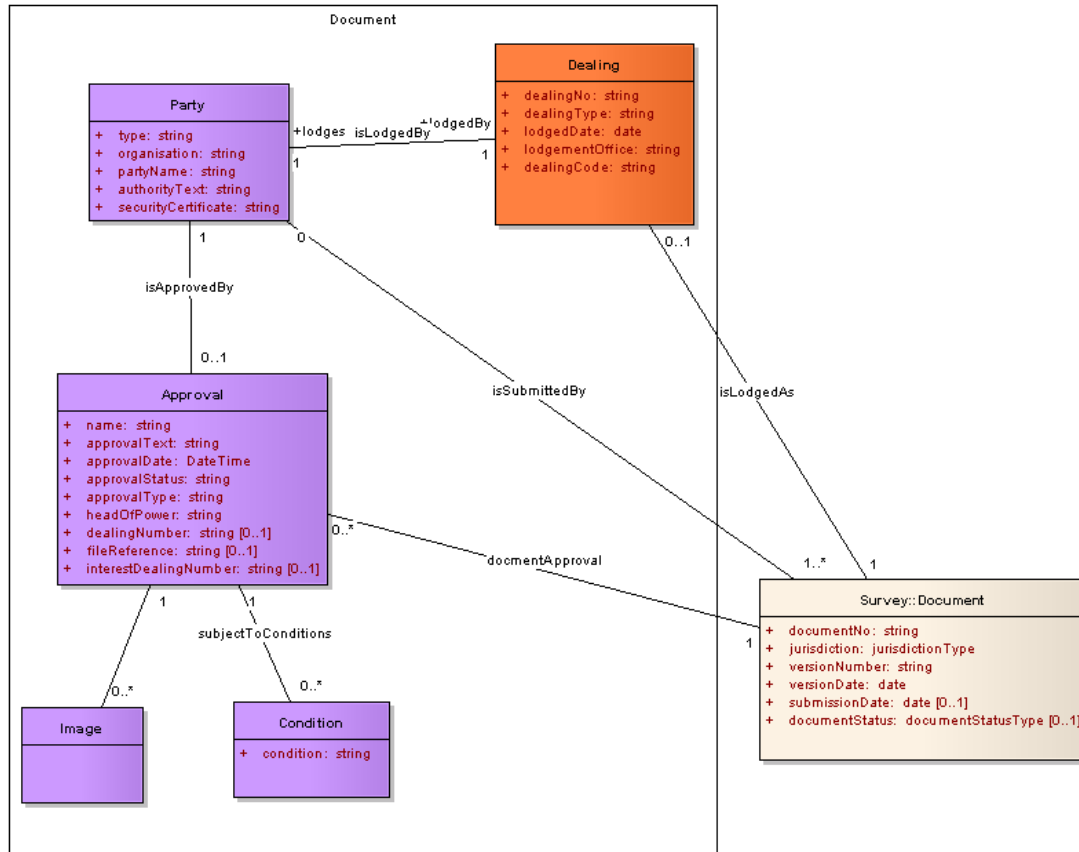 Document
Dealing
+ dealingNo: string
+ dealingType: string
+ lodgedDate: date
+ lodgementOffice: string
+ dealingCode: string
Party
+ type: string
+ organisation: string
+ partyName: string
+ authorityText: string
+ securityCertificate: string
+lodges isLodgedBy +lodgedBy
1 1
1 0 0..1
isApprovedBy
0..1
isSubmittedBy isLodgedAs
Approval
+ name: string
+ approvalText: string
+ approvalDate: DateTime
+ approvalStatus: string
+ approvalType: string
+ headOfPower: string
+ dealingNumber: string [0..1]
+ fileReference: string [0..1]
+ interestDealingNumber: string [0..1]
0..*
docmentApproval
1..* 1
1
Survey::Document
+ documentNo: string
+ jurisdiction: jurisdictionType
+ versionNumber: string
+ versionDate: date
+ submissionDate: date [0..1]
+ documentStatus: documentStatusType [0..1]
1 1
subjectToConditions
0..* 0..*
Image
Condition
+ condition: string